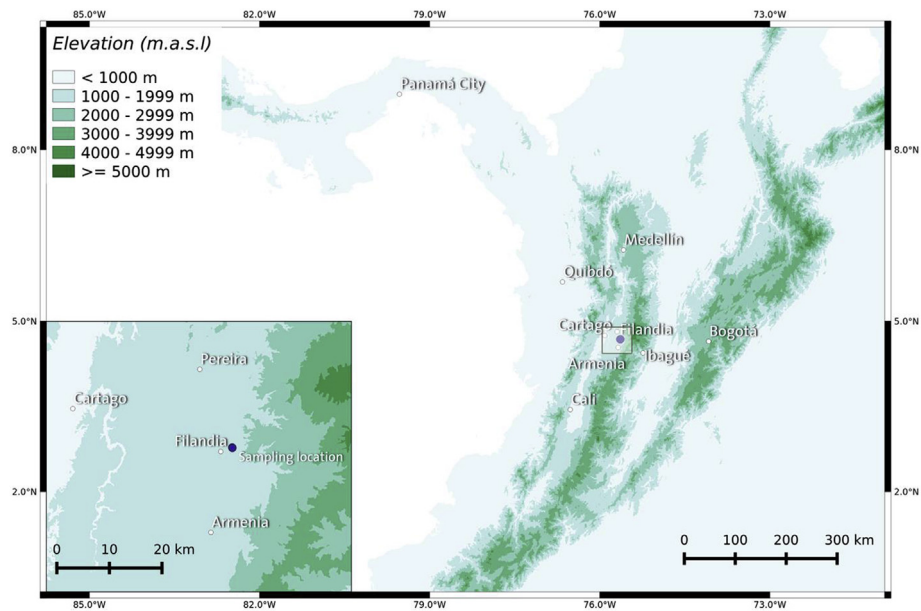 85.0°W 82.0°W 79.0°W 76.0°W 73.0°W
Elevation (m.a.s.l)
< 1000 m
1000 - 1999 m
2000 - 2999 m
3000 - 3999 m
4000 - 4999 m
>= 5000 m
Panamá City
8.0°N 8.0°N
Medellín
Quibdó
5.0°N 5.0°N
Cartago Filandia
Bogotá
Ibagué
Armenia
Cali
Pereira
Cartago
Filandia
Sampling location
Armenia
2.0°N 2.0°N
0 10 20 km
0 100 200 300 km
85.0°W 82.0°W 79.0°W 76.0°W 73.0°W